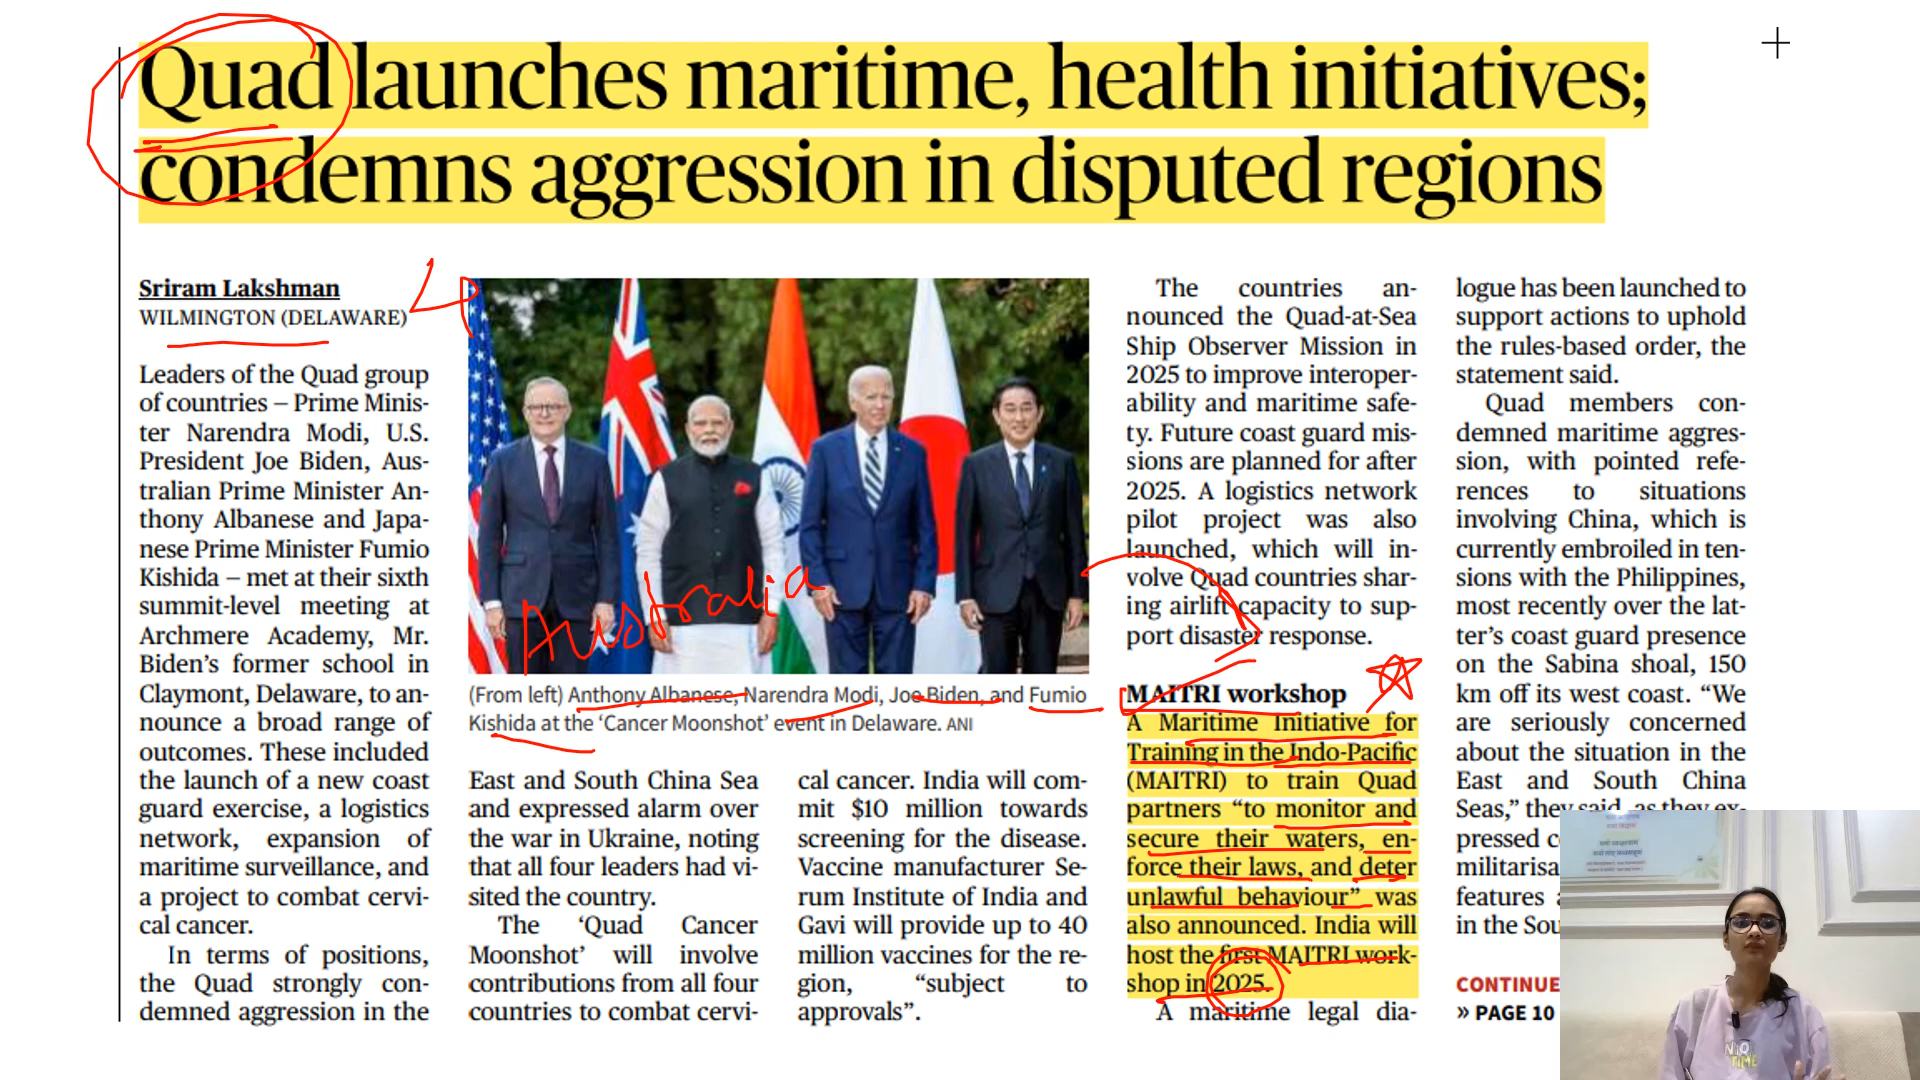 Quad launches maritime, health initiatives;
condemns aggression in disputed regions
Sriram Lakshman
WILMINGTON (DELAWARE)
Leaders of the Quad group
of countries – Prime Minis-
ter Narendra Modi, U.S.
President Joe Biden, Aus-
tralian Prime Minister An-
thony Albanese and Japa-
nese Prime Minister Fumio
Kishida – met at their sixth
summit-level meeting at
Archmere Academy, Mr.
Biden’s former school in
Claymont, Delaware, to an-
nounce a broad range of
outcomes. These included
the launch of a new coast
guard exercise, a logistics
network, expansion of
maritime surveillance, and
a project to combat cervi-
cal cancer.
In terms of positions,
the Quad strongly con-
demned aggression in the
Australia
(From left) Anthony Albanese, Narendra Modi, Joe Biden, and Fumio
Kishida at the ‘Cancer Moonshot’ event in Delaware. ANI
East and South China Sea
and expressed alarm over
the war in Ukraine, noting
that all four leaders had vi-
sited the country.
The ‘Quad Cancer
Moonshot’ will involve
contributions from all four
countries to combat cervi-
cal cancer. India will com-
mit $10 million towards
screening for the disease.
Vaccine manufacturer Se-
rum Institute of India and
Gavi will provide up to 40
million vaccines for the re-
gion, “subject to
approvals”.
The countries an-
nounced the Quad-at-Sea
Ship Observer Mission in
2025 to improve interoper-
ability and maritime safe-
ty. Future coast guard mis-
sions are planned for after
2025. A logistics network
pilot project was also
launched, which will in-
volve Quad countries shar-
ing airlift capacity to sup-
port disaster response.
MAITRI workshop
A Maritime Initiative for
Training in the Indo-Pacific
(MAITRI) to train Quad
partners “to monitor and
secure their waters, en-
force their laws, and deter
unlawful behaviour” was
also announced. India will
host the first MAITRI work-
shop in 2025.
A maritime legal dia-
logue has been launched to
support actions to uphold
the rules-based order, the
statement said.
Quad members con-
demned maritime aggres-
sion, with pointed refe-
rences to situations
involving China, which is
currently embroiled in ten-
sions with the Philippines,
most recently over the lat-
ter’s coast guard presence
on the Sabina shoal, 150
km off its west coast. “We
are seriously concerned
about the situation in the
East and South China
Seas,” they said, as they ex-
pressed
militarisa
features
in the Sou
CONTINUE
» PAGE 10